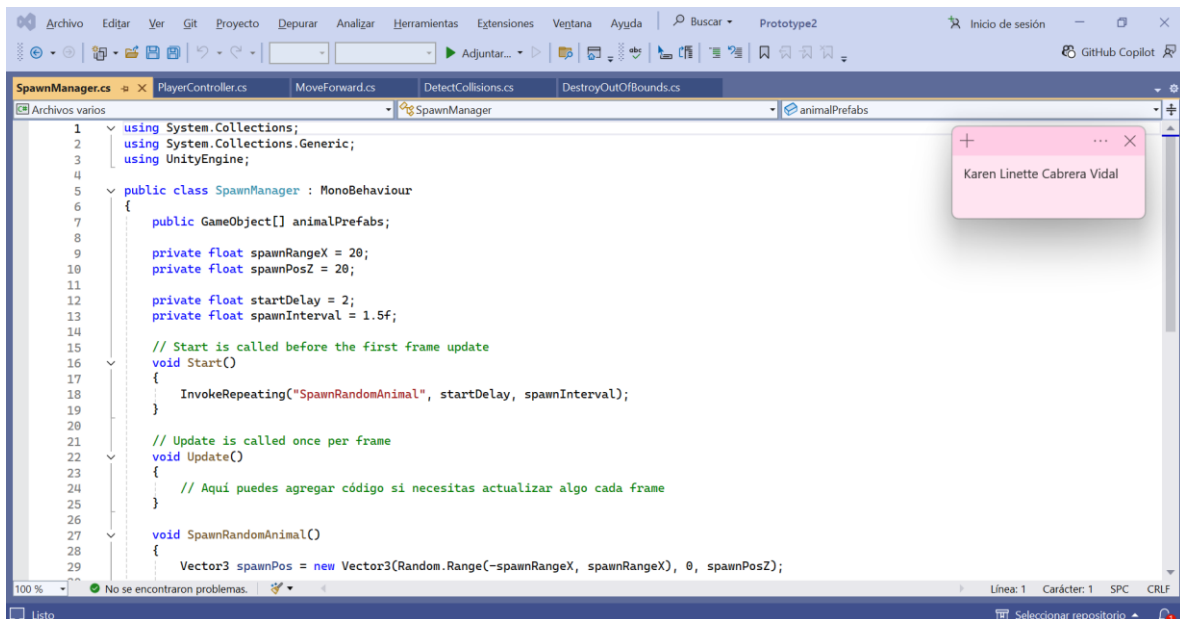 Archivo Editar Ver Git Proyecto Depurar Analizar Herramientas Extensiones Ventana Ayuda Buscar Prototype2 Inicio de sesión
Adjuntar... GitHub Copilot
SpawnManager.cs PlayerController.cs MoveForward.cs DetectCollisions.cs DestroyOutOfBounds.cs
Archivos varios SpawnManager animalPrefabs
1 using System.Collections;
2 using System.Collections.Generic;
3 using UnityEngine;
4
5 public class SpawnManager : MonoBehaviour
6 {
7 public GameObject[] animalPrefabs;
8
9 private float spawnRangeX = 20;
10 private float spawnPosZ = 20;
11
12 private float startDelay = 2;
13 private float spawnInterval = 1.5f;
14
15 // Start is called before the first frame update
16 void Start()
17 {
18 InvokeRepeating("SpawnRandomAnimal", startDelay, spawnInterval);
19 }
20
21 // Update is called once per frame
22 void Update()
23 {
24 // Aquí puedes agregar código si necesitas actualizar algo cada frame
25 }
26
27 void SpawnRandomAnimal()
28 {
29 Vector3 spawnPos = new Vector3(Random.Range(-spawnRangeX, spawnRangeX), 0, spawnPosZ);
Karen Linette Cabrera Vidal
100 % No se encontraron problemas. Línea: 1 Carácter: 1 SPC CRLF
Listo Seleccionar repositorio